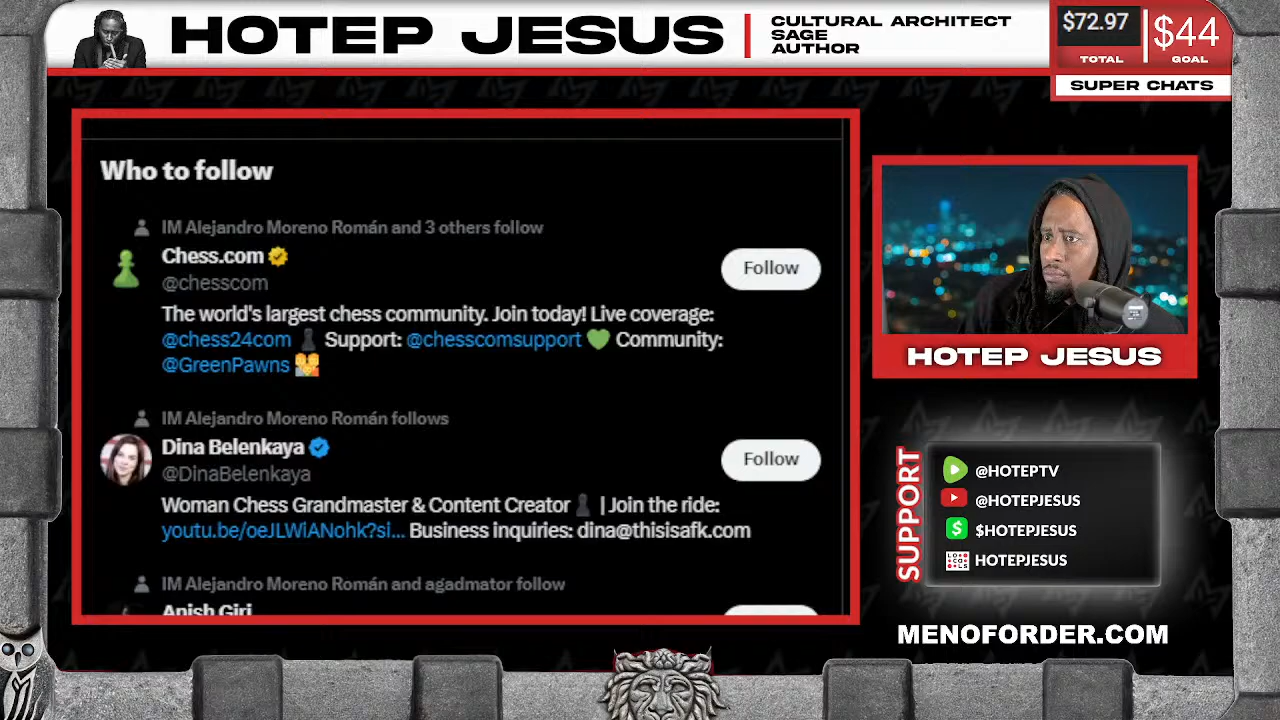 HOTEP JESUS
CULTURAL ARCHITECT
SAGE
AUTHOR
$72.97
TOTAL
$44
GOAL
SUPER CHATS
Who to follow
IM Alejandro Moreno Román and 3 others follow
Chess.com
@chesscom
Follow
The world's largest chess community. Join today! Live coverage:
@chess24com Support: @chesscomsupport 💚 Community:
@GreenPawns
IM Alejandro Moreno Román follows
Dina Belenkaya
@DinaBelenkaya
Follow
Woman Chess Grandmaster & Content Creator ♟ | Join the ride:
youtu.be/oeJLWiANohk?si... Business inquiries: dina@thisisafk.com
IM Alejandro Moreno Román and agadmator follow
Anish Giri
HOTEP JESUS
SUPPORT
@HOTEPTV
@HOTEPJESUS
$HOTEPJESUS
LOCALS
HOTEPJESUS
MENOFORDER.COM